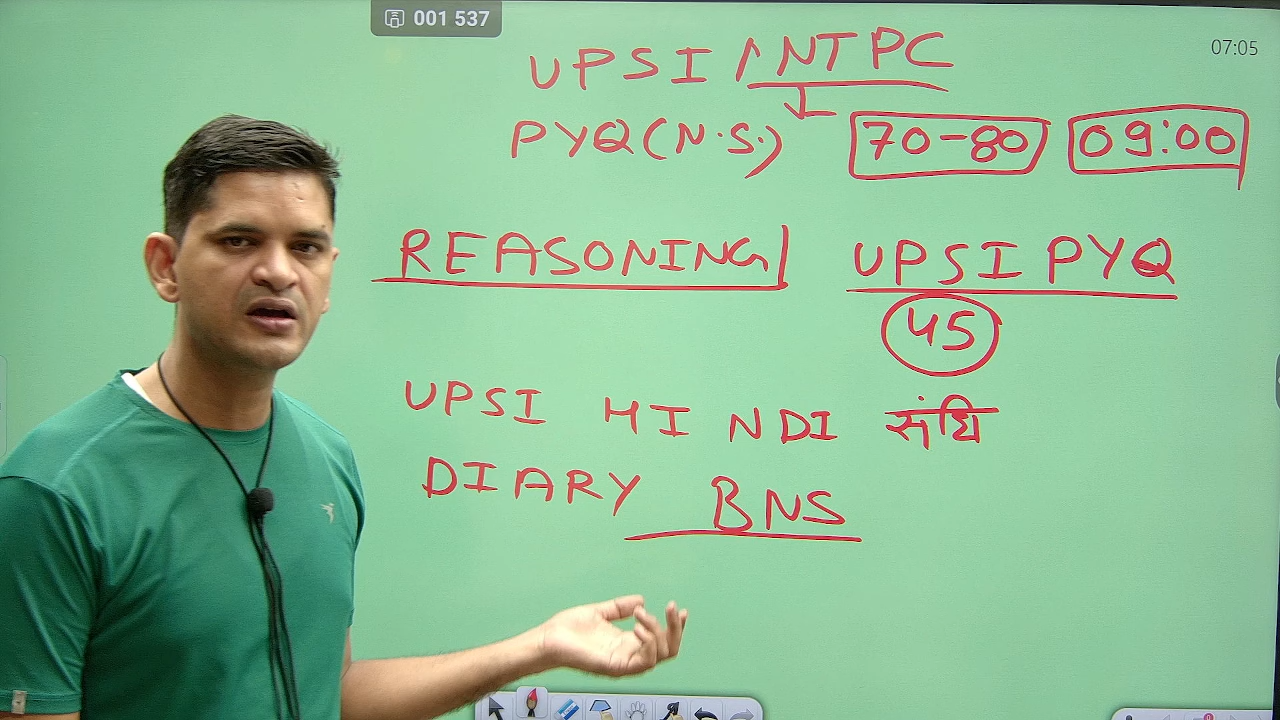 001 537
07:05
UPSI / NTPC
PYQ (N.S.) 70-80 09:00
REASONING UPSI PYQ
45
UPSI HINDI संधि
DIARY BNS